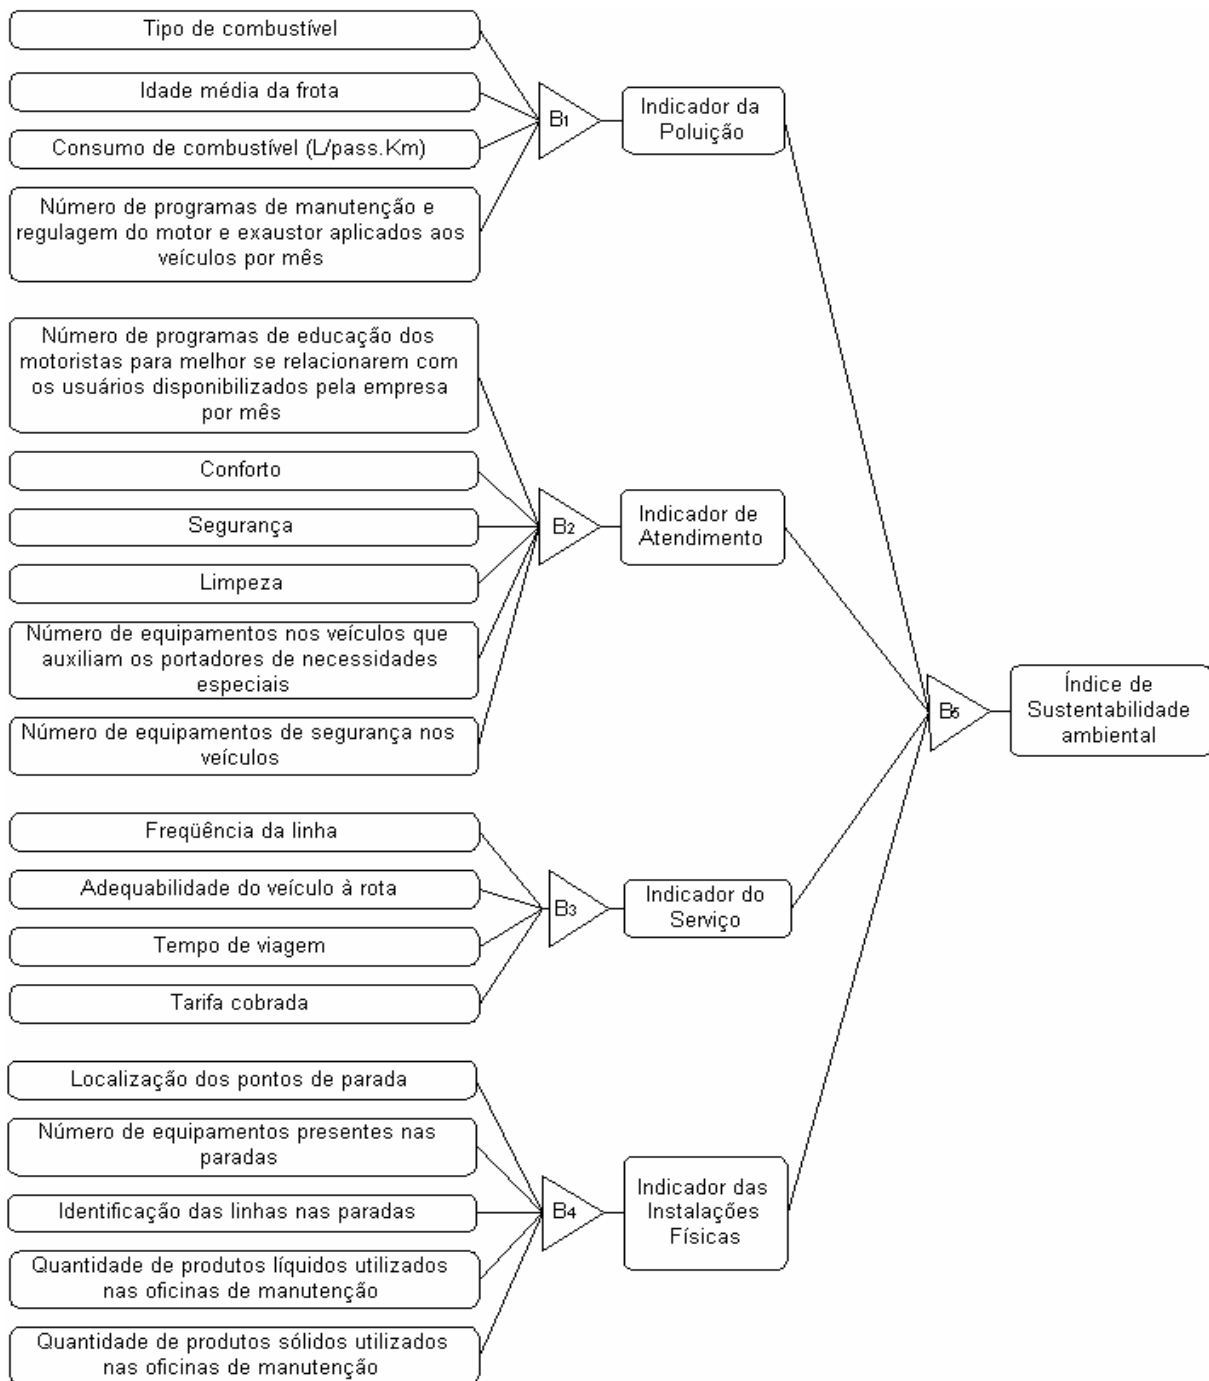 Tipo de combustível
Idade média da frota
Consumo de combustível (L/pass.Km)
Número de programas de manutenção e
regulagem do motor e exaustor aplicados aos
veículos por mês
B1
Indicador da
Poluição
Número de programas de educação dos
motoristas para melhor se relacionarem com
os usuários disponibilizados pela empresa
por mês
Conforto
Segurança
Limpeza
Número de equipamentos nos veículos que
auxiliam os portadores de necessidades
especiais
Número de equipamentos de segurança nos
veículos
B2
Indicador de
Atendimento
Freqüência da linha
Adequabilidade do veículo à rota
Tempo de viagem
Tarifa cobrada
B3
Indicador do
Serviço
Localização dos pontos de parada
Número de equipamentos presentes nas
paradas
Identificação das linhas nas paradas
Quantidade de produtos líquidos utilizados
nas oficinas de manutenção
Quantidade de produtos sólidos utilizados
nas oficinas de manutenção
B4
Indicador das
Instalações
Físicas
B5
Índice de
Sustentabilidade
ambiental